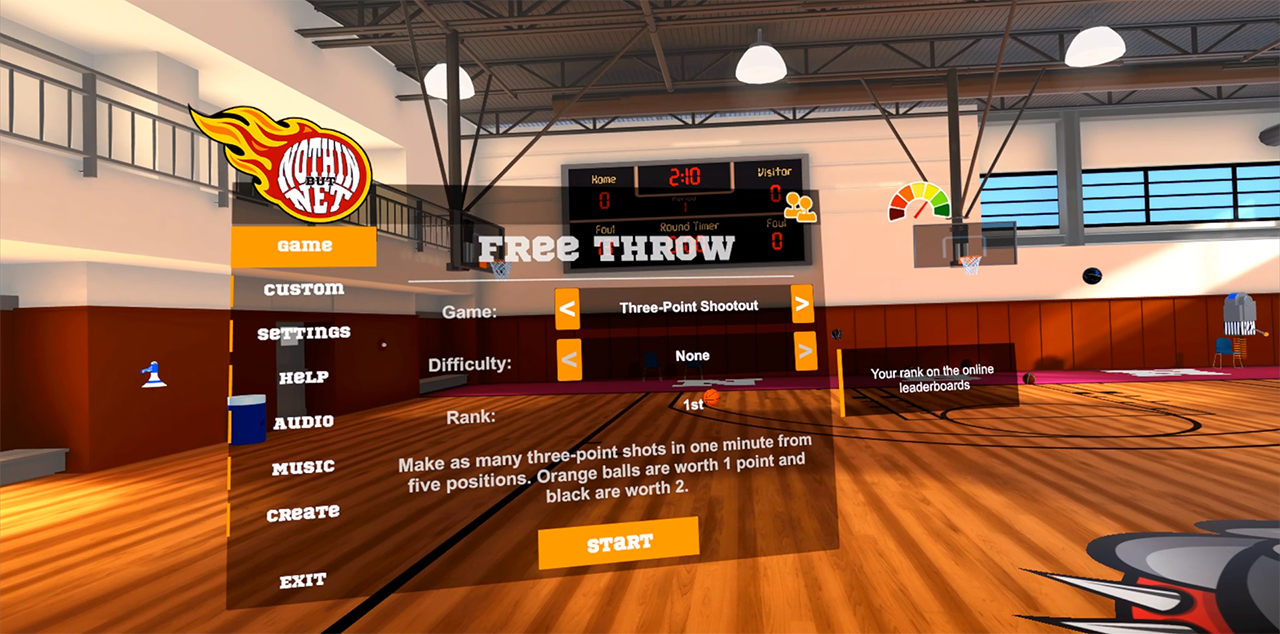 Home
2:10
Visitor
0
Period
0
1
Foul
Round Timer
Foul
0
NOTHIN
BUT
NET
GAME
CUSTOM
SETTINGS
HELP
AUDIO
MUSIC
CREATE
EXIT
FREE THROW
Game:
<
Three-Point Shootout
>
Difficulty:
<
None
>
Rank:
1st
Make as many three-point shots in one minute from
five positions. Orange balls are worth 1 point and
black are worth 2.
START
Your rank on the online
leaderboards